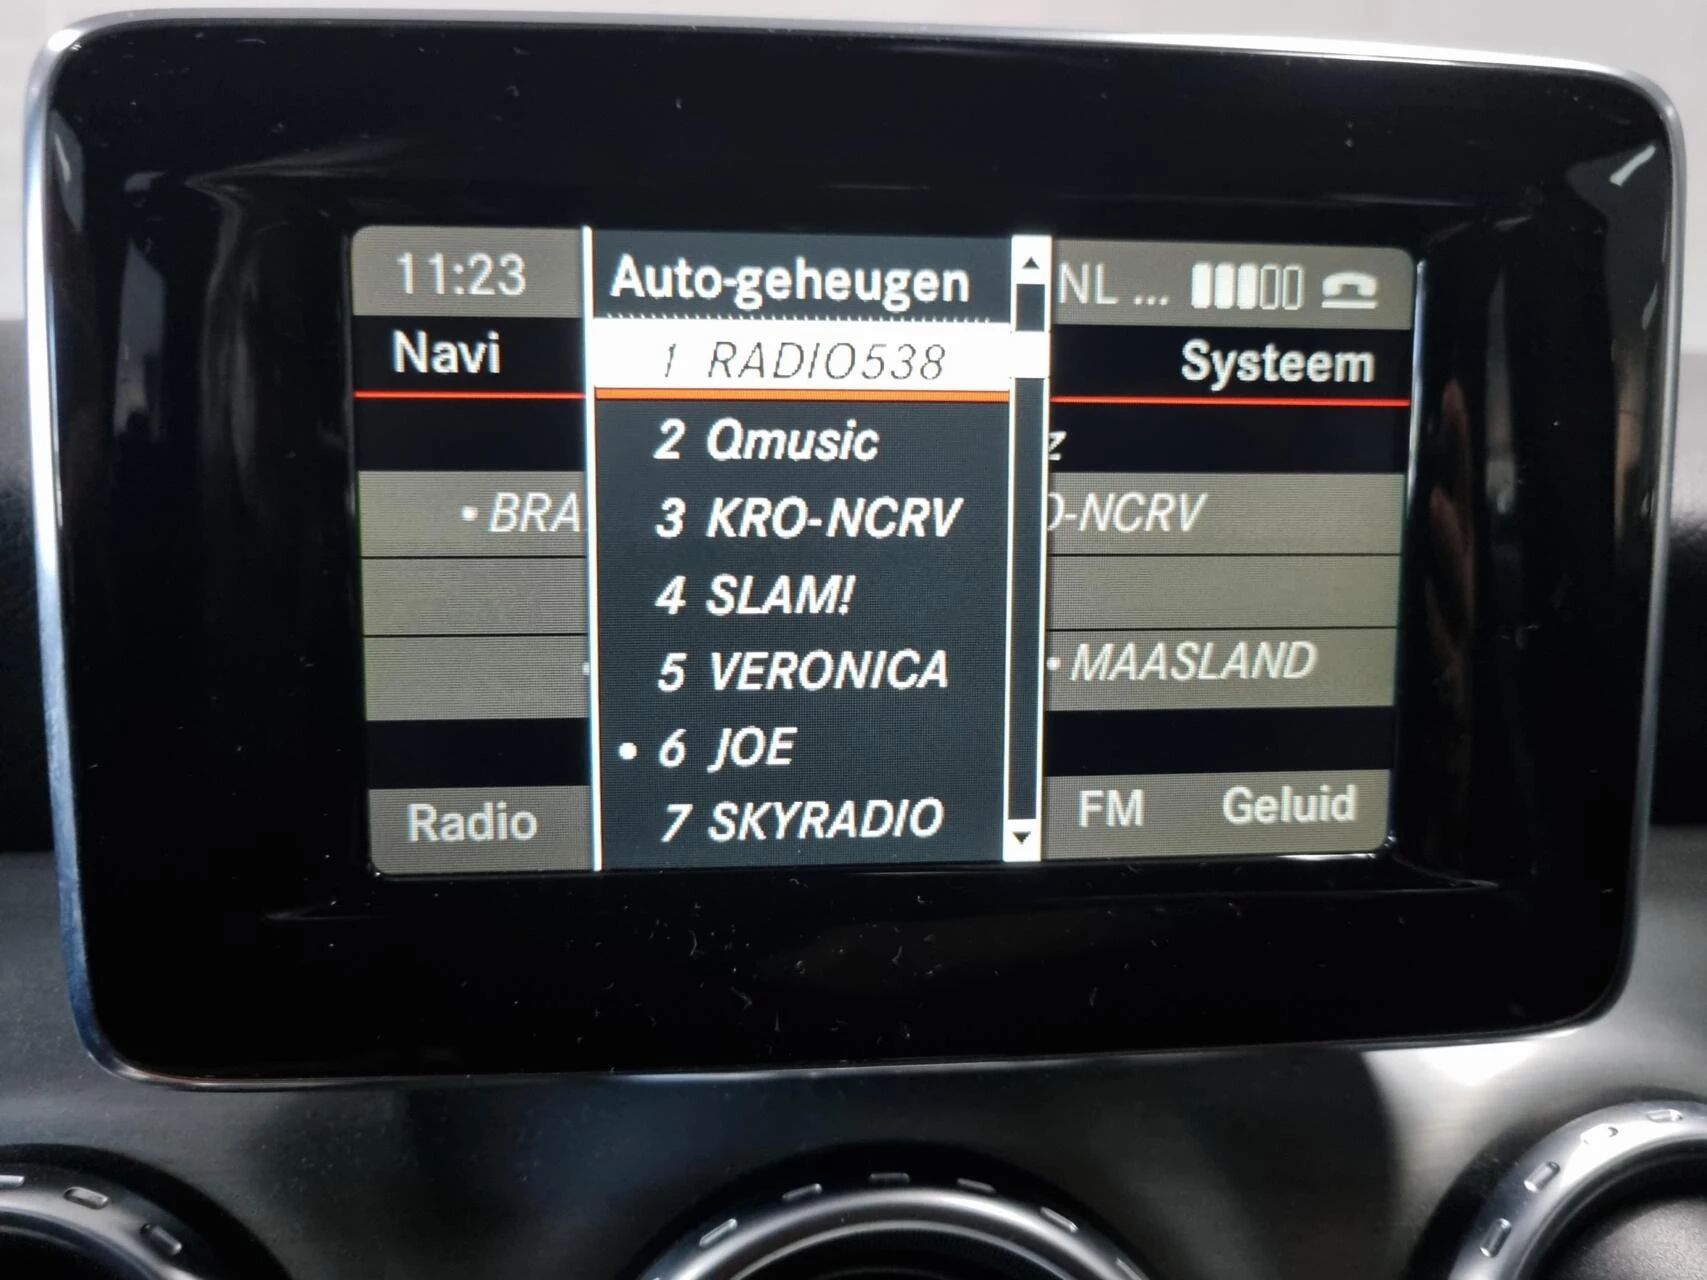 11:23
Auto-geheugen
NL ...
Navi
1 RADIO538
Systeem
2 Qmusic
z
• BRA
3 KRO-NCRV
O-NCRV
4 SLAM!
5 VERONICA
• MAASLAND
• 6 JOE
Radio
7 SKYRADIO
FM
Geluid